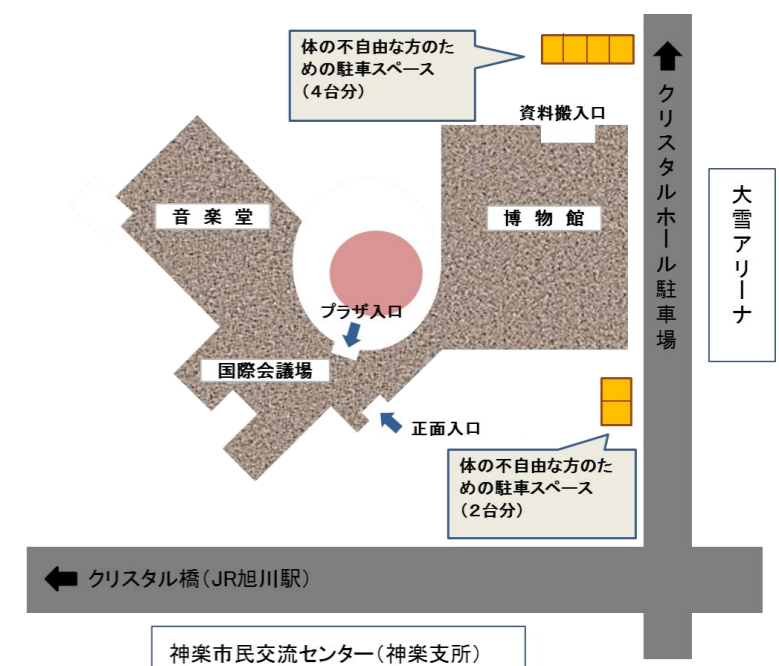 体の不自由な方のた
めの駐車スペース
（４台分）
資料搬入口
クリスタルホール駐車場
大雪アリーナ
音楽堂
博物館
プラザ入口
国際会議場
正面入口
体の不自由な方のた
めの駐車スペース
（２台分）
クリスタル橋（JR旭川駅）
神楽市民交流センター（神楽支所）